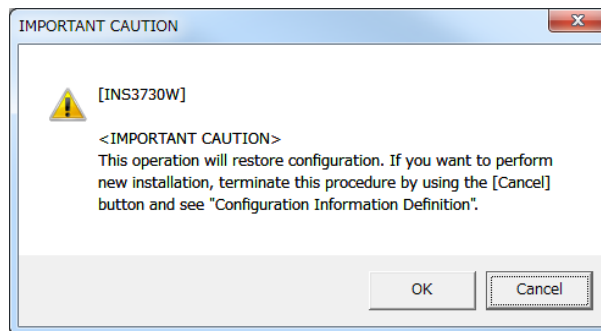 IMPORTANT CAUTION
[INS3730W]
<IMPORTANT CAUTION>
This operation will restore configuration. If you want to perform
new installation, terminate this procedure by using the [Cancel]
button and see "Configuration Information Definition".
OK
Cancel